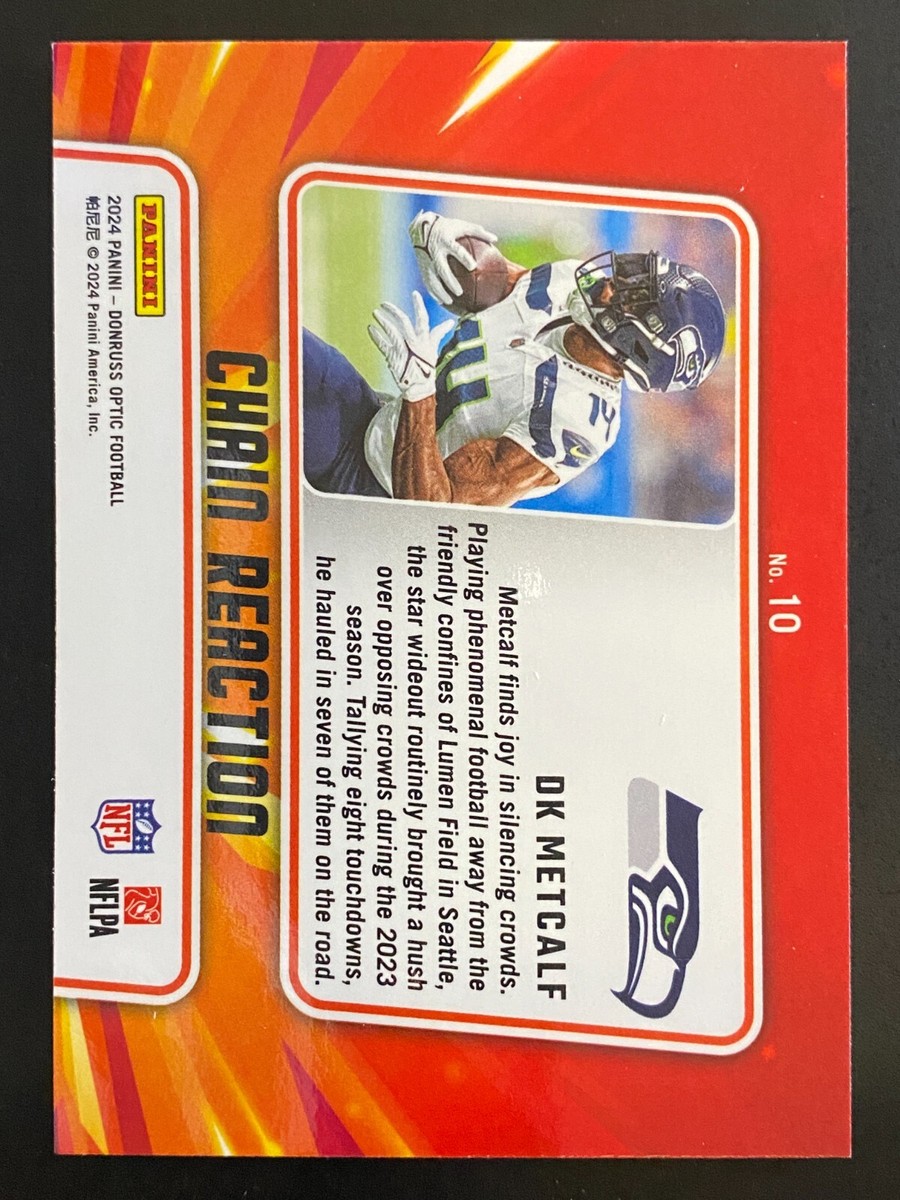 No. 10
14
14
DK METCALF
Metcalf finds joy in silencing crowds.
Playing phenomenal football away from the
friendly confines of Lumen Field in Seattle,
the star wideout routinely brought a hush
over opposing crowds during the 2023
season. Tallying eight touchdowns,
he hauled in seven of them on the road.
CHAIN REACTION
PANINI
2024 PANINI – DONRUSS OPTIC FOOTBALL
帕尼尼 © 2024 Panini America, Inc.
NFL
NFLPA